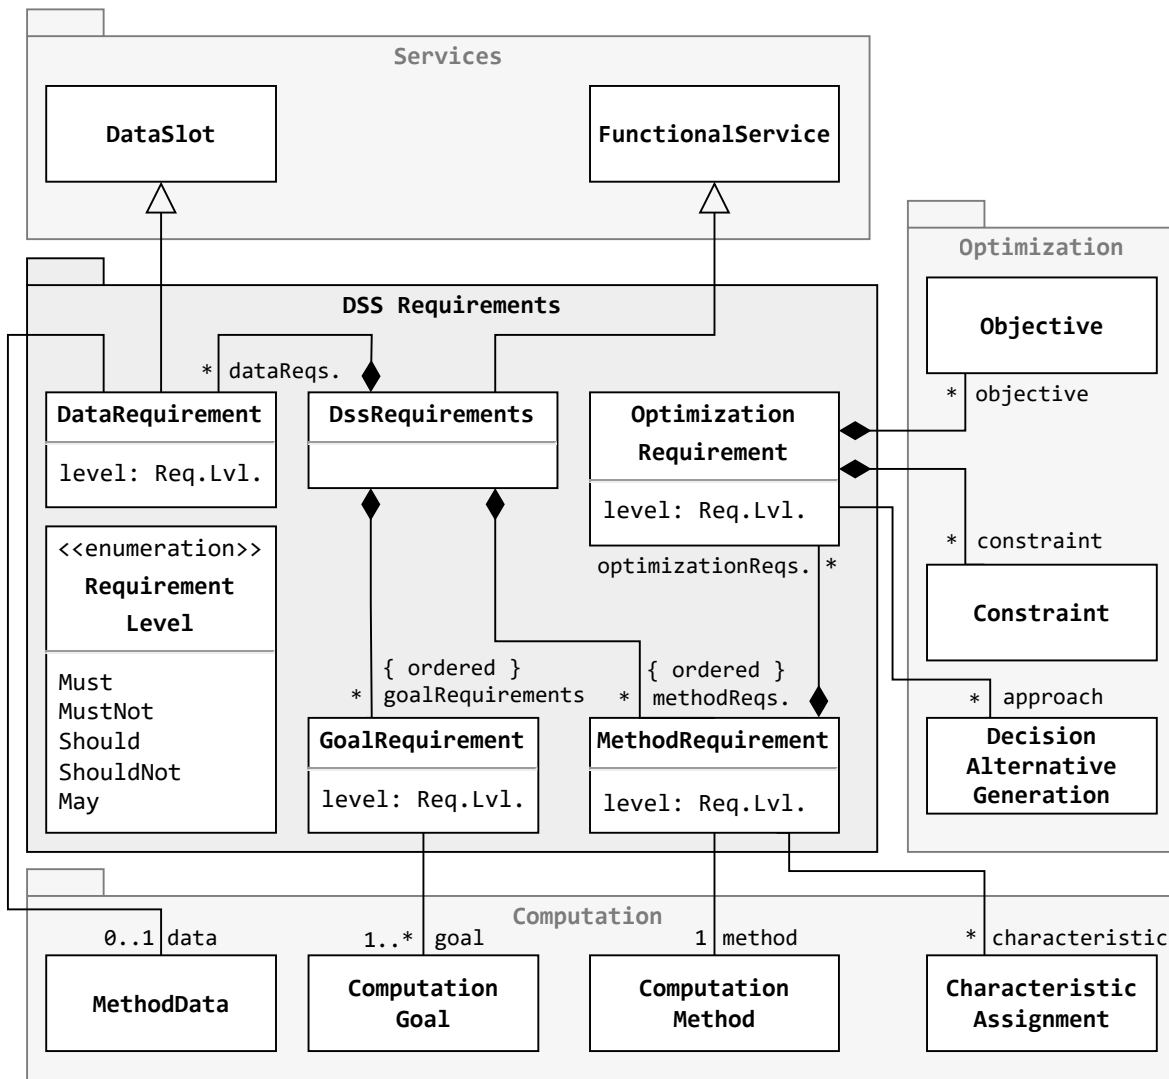 Services
DataSlot
FunctionalService
Optimization
Objective
* objective
DSS Requirements
* dataReqs.
DataRequirement
level: Req.Lvl.
DssRequirements
Optimization
Requirement
level: Req.Lvl.
optimizationReqs. *
* constraint
Constraint
<<enumeration>>
Requirement
Level
Must
MustNot
Should
ShouldNot
May
{ ordered }
* goalRequirements
{ ordered }
* methodReqs.
* approach
GoalRequirement
level: Req.Lvl.
MethodRequirement
level: Req.Lvl.
Decision
Alternative
Generation
Computation
0..1 data
1..* goal
1 method
* characteristic
MethodData
Computation
Goal
Computation
Method
Characteristic
Assignment